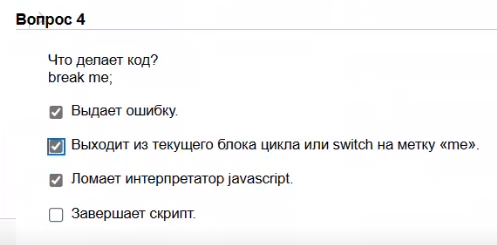 Вопрос 4
Что делает код?
break me;
Выдает ошибку.
Выходит из текущего блока цикла или switch на метку «me».
Ломает интерпретатор javascript.
Завершает скрипт.